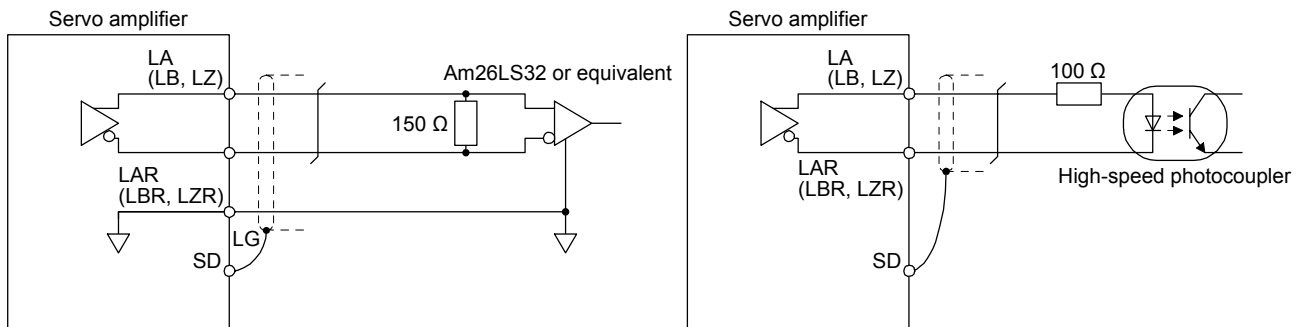 Servo amplifier
LA
(LB, LZ)
Am26LS32 or equivalent
150 Ω
LAR
(LBR, LZR)
LG
SD
Servo amplifier
LA
(LB, LZ)
100 Ω
LAR
(LBR, LZR)
High-speed photocoupler
SD